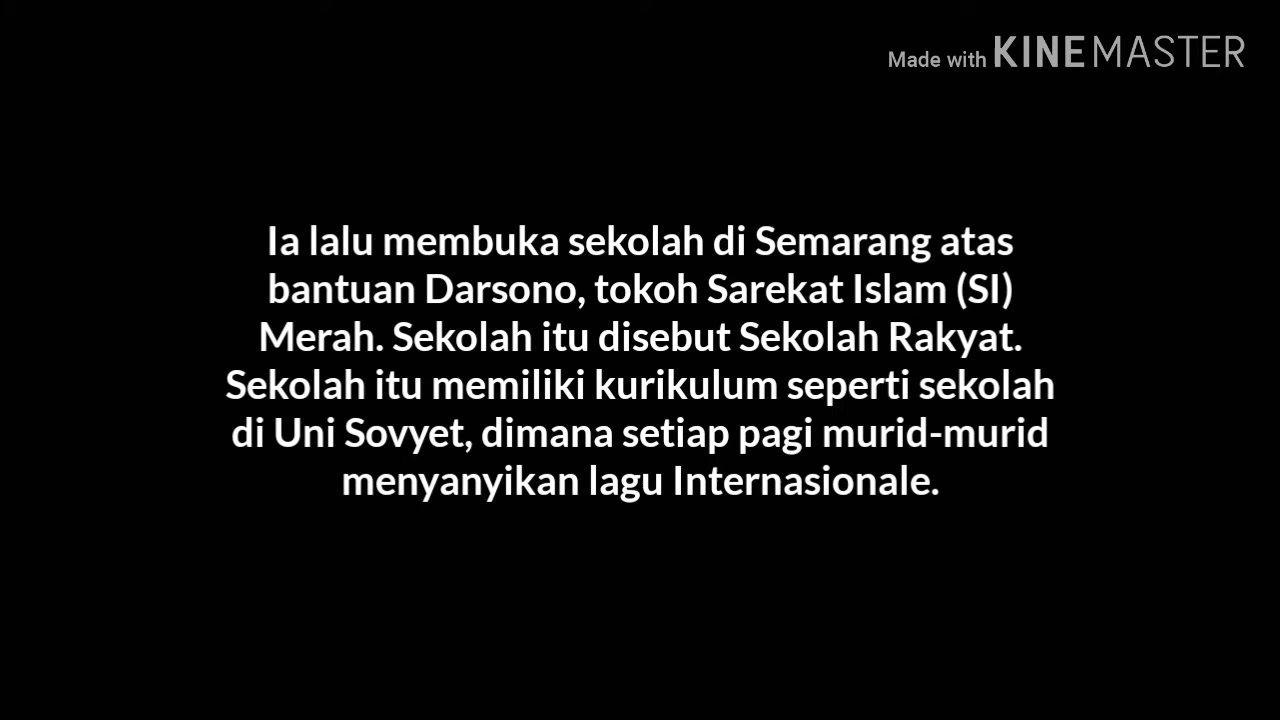 Made with KINEMASTER
Ia lalu membuka sekolah di Semarang atas
bantuan Darsono, tokoh Sarekat Islam (SI)
Merah. Sekolah itu disebut Sekolah Rakyat.
Sekolah itu memiliki kurikulum seperti sekolah
di Uni Sovyet, dimana setiap pagi murid-murid
menyanyikan lagu Internasionale.